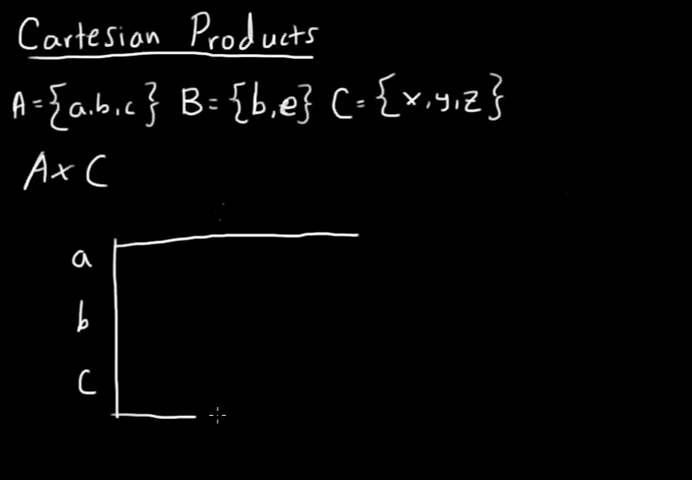 Cartesian Products
A={a,b,c} B={b,e} C={x,y,z}
A×C
a
b
c